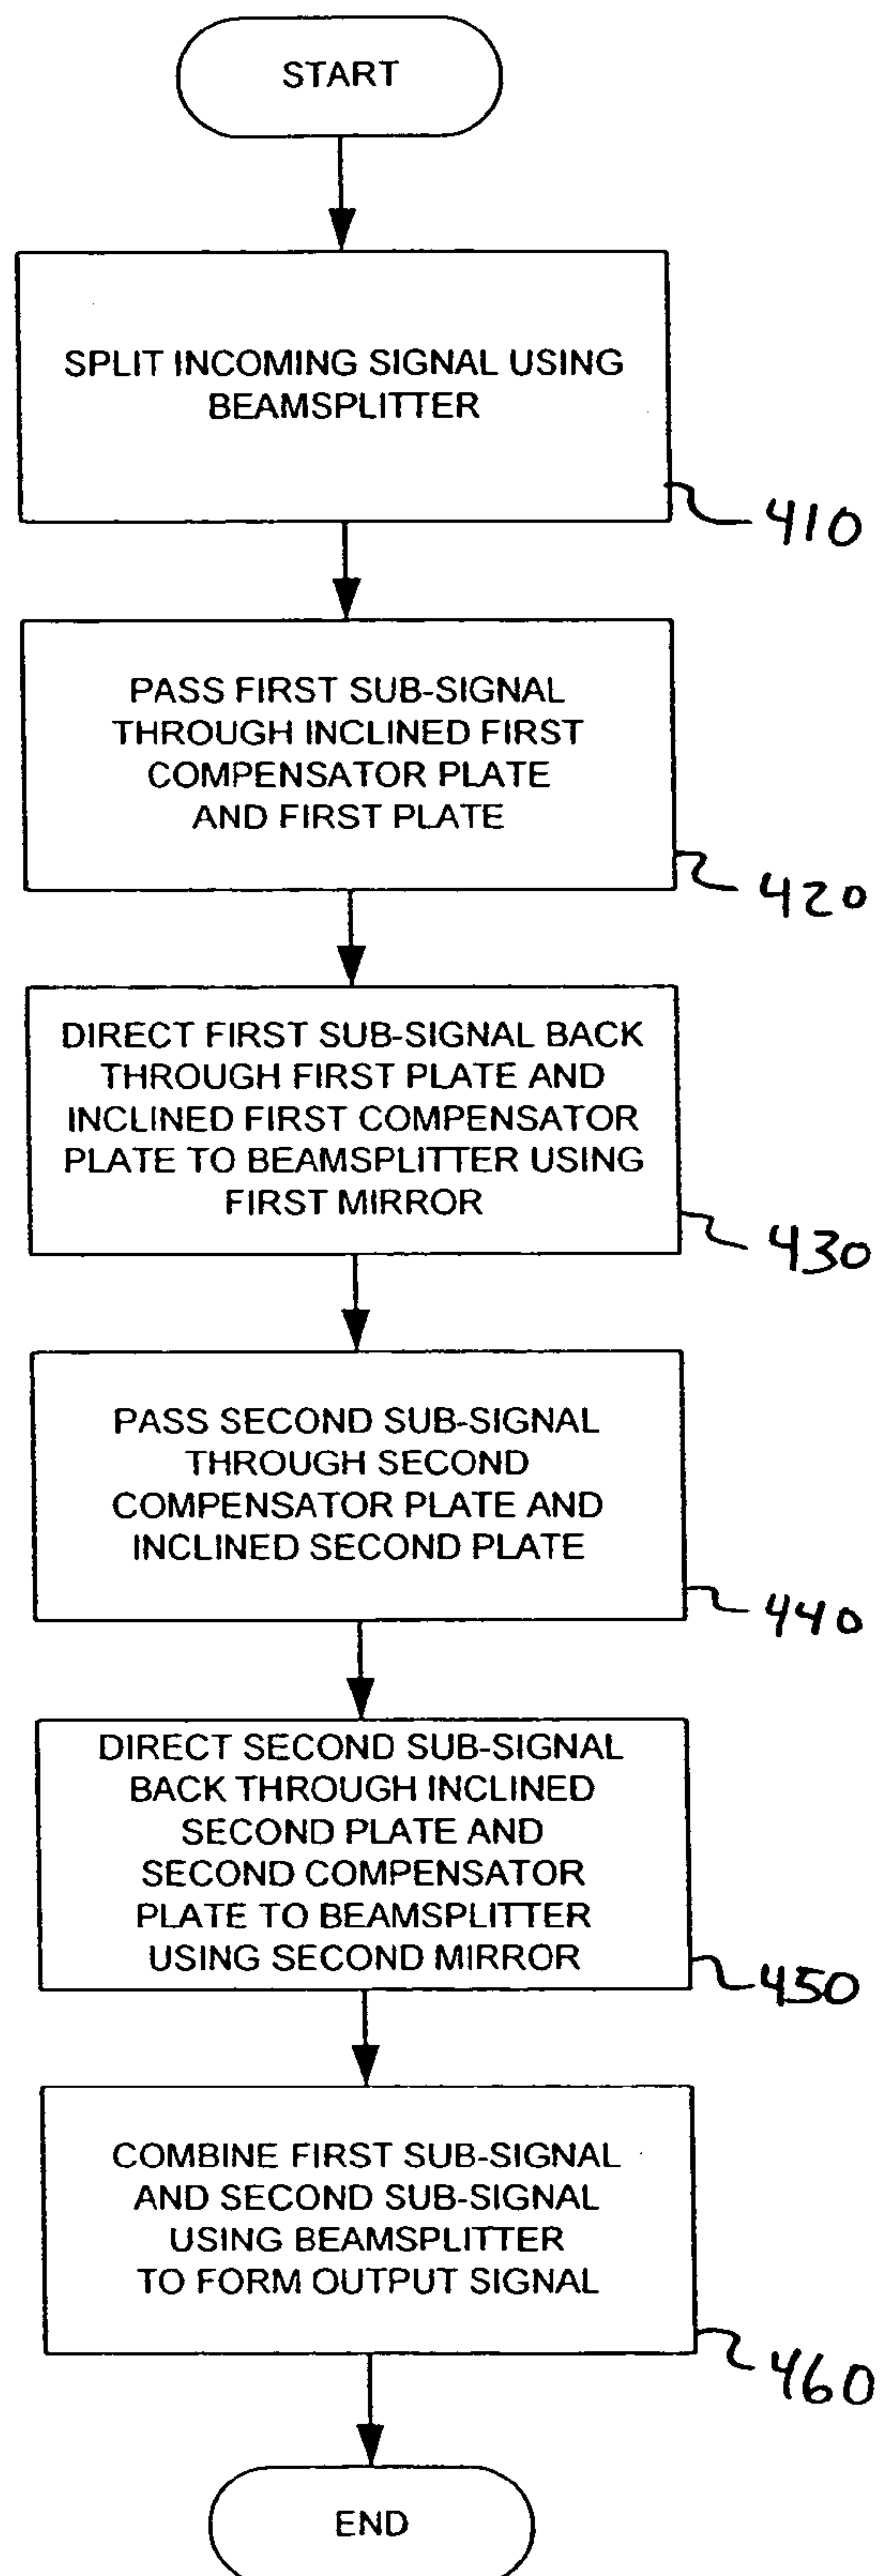 START
SPLIT INCOMING SIGNAL USING
BEAMSPLITTER
410
PASS FIRST SUB-SIGNAL
THROUGH INCLINED FIRST
COMPENSATOR PLATE
AND FIRST PLATE
420
DIRECT FIRST SUB-SIGNAL BACK
THROUGH FIRST PLATE AND
INCLINED FIRST COMPENSATOR
PLATE TO BEAMSPLITTER USING
FIRST MIRROR
430
PASS SECOND SUB-SIGNAL
THROUGH SECOND
COMPENSATOR PLATE AND
INCLINED SECOND PLATE
440
DIRECT SECOND SUB-SIGNAL
BACK THROUGH INCLINED
SECOND PLATE AND
SECOND COMPENSATOR
PLATE TO BEAMSPLITTER
USING SECOND MIRROR
450
COMBINE FIRST SUB-SIGNAL
AND SECOND SUB-SIGNAL
USING BEAMSPLITTER
TO FORM OUTPUT SIGNAL
460
END